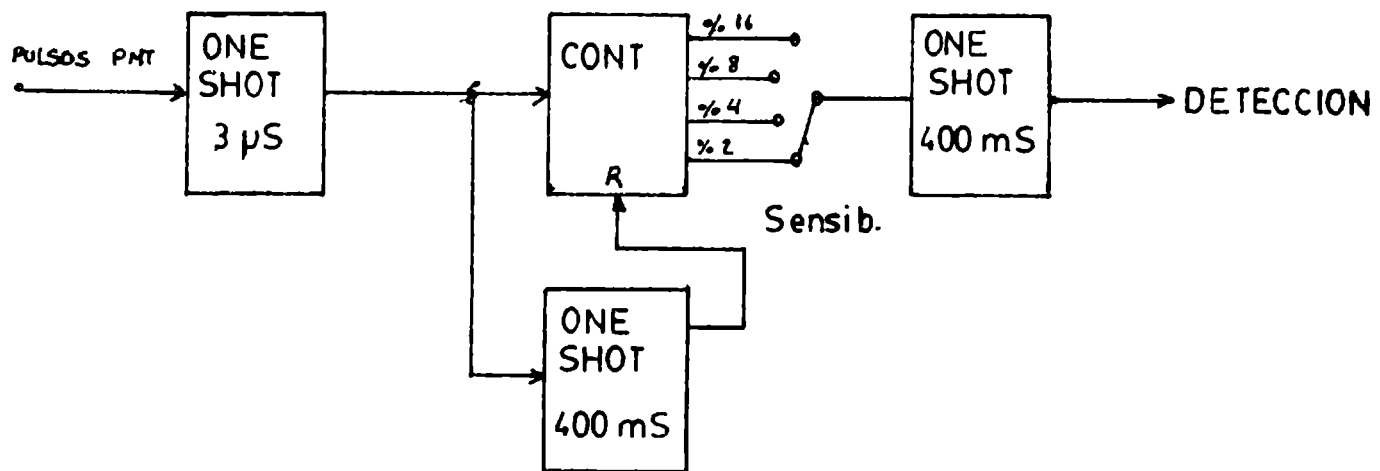 PULSOS PMT
ONE
SHOT
3 µS
CONT
% 16
% 8
% 4
% 2
R
Sensib.
ONE
SHOT
400 mS
DETECCION
ONE
SHOT
400 mS